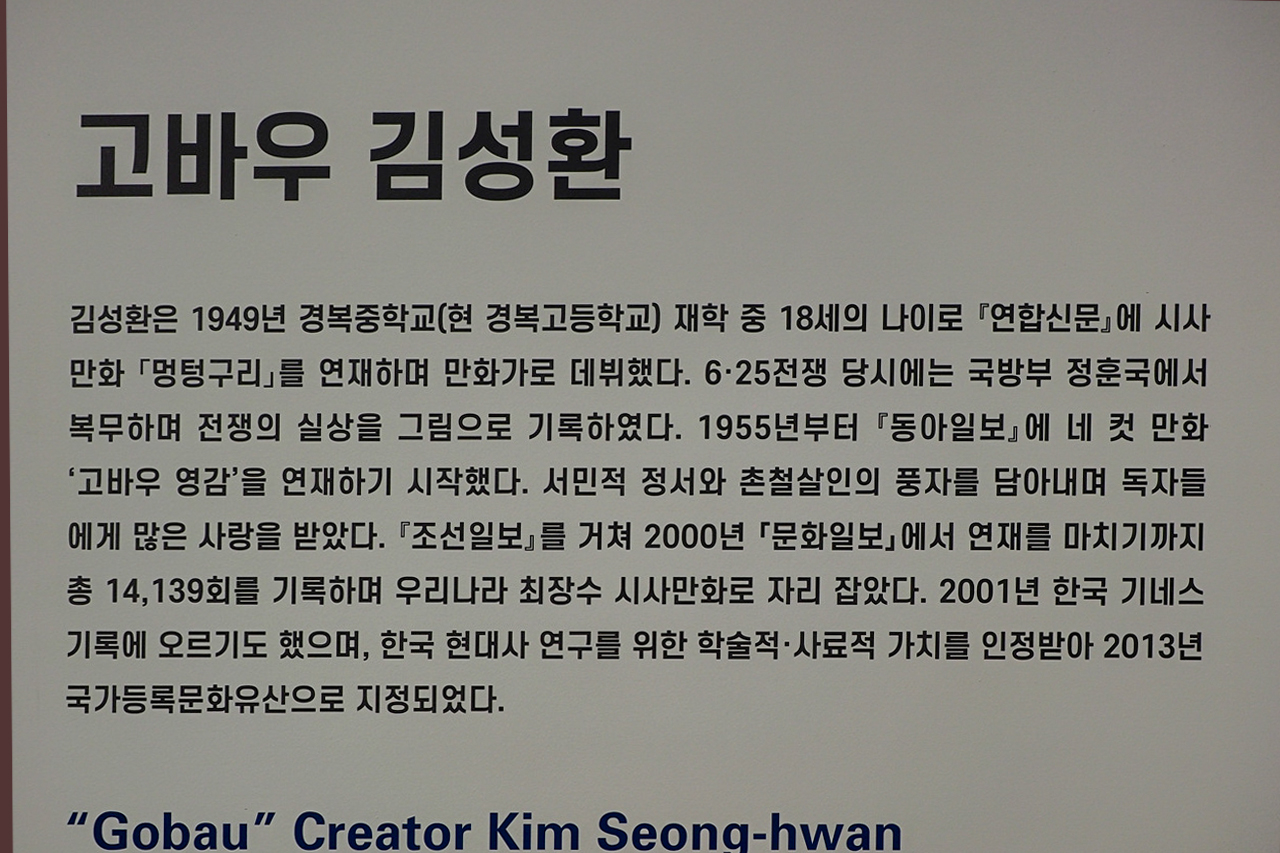 고바우 김성환
김성환은 1949년 경복중학교(현 경복고등학교) 재학 중 18세의 나이로 『연합신문』에 시사
만화 「멍텅구리」를 연재하며 만화가로 데뷔했다. 6·25전쟁 당시에는 국방부 정훈국에서
복무하며 전쟁의 실상을 그림으로 기록하였다. 1955년부터 『동아일보』에 네 컷 만화
‘고바우 영감’을 연재하기 시작했다. 서민적 정서와 촌철살인의 풍자를 담아내며 독자들
에게 많은 사랑을 받았다. 『조선일보』를 거쳐 2000년 「문화일보」에서 연재를 마치기까지
총 14,139회를 기록하며 우리나라 최장수 시사만화로 자리 잡았다. 2001년 한국 기네스
기록에 오르기도 했으며, 한국 현대사 연구를 위한 학술적·사료적 가치를 인정받아 2013년
국가등록문화유산으로 지정되었다.
“Gobau” Creator Kim Seong-hwan